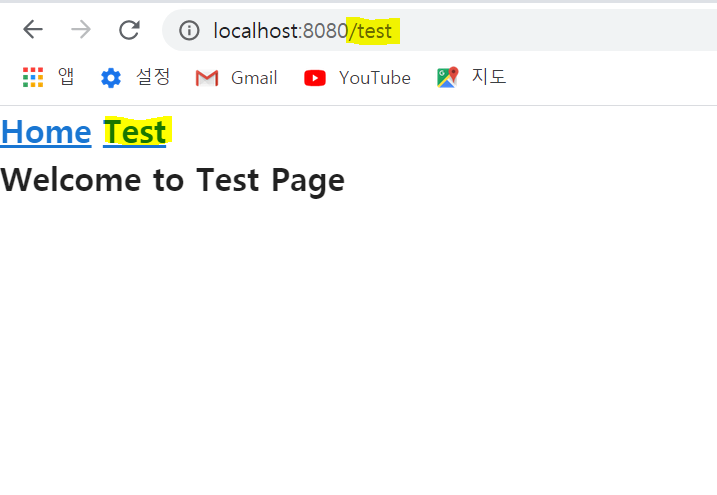 localhost:8080/test
앱 설정 Gmail YouTube 지도
Home Test
Welcome to Test Page